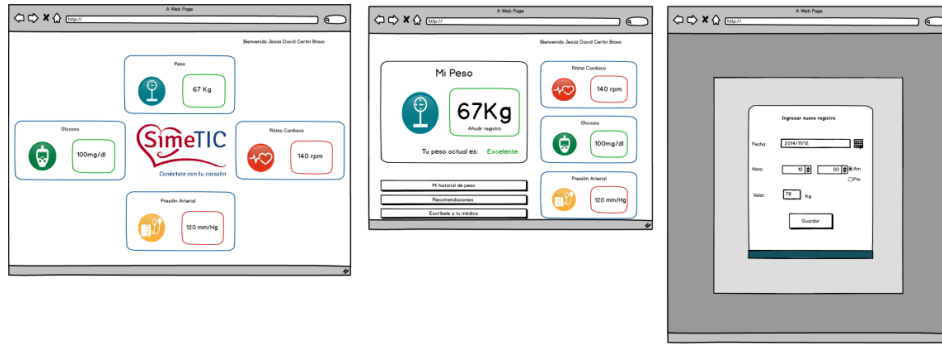 A Web Page
http://
Bienvenido Jesús David Cerlin Bravo
Peso
67 Kg
Glucosa
100mg/dl
SimeTIC
Conéctate con tu corazón
Ritmo Cardiaco
140 rpm
Presión Arterial
120 mm/Hg
A Web Page
http://
Bienvenido Jesús David Cerlin Bravo
Mi Peso
67Kg
Añadir registro
Tu peso actual es: Excelente
Mi historial de peso
Recomendaciones
Escríbele a tu médico
Ritmo Cardiaco
140 rpm
Glucosa
100mg/dl
Presión Arterial
120 mm/Hg
A Web Page
http://
Ingresar nuevo registro
Fecha:
2014/11/12
Hora:
10
00
Am
Pm
Valor:
78
Kg
Guardar